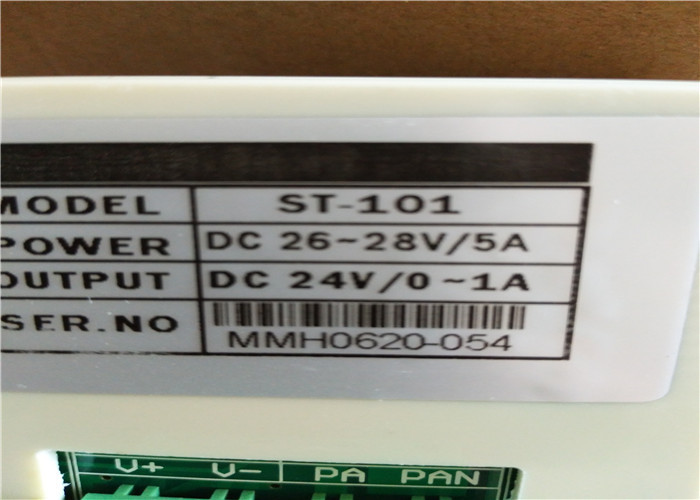 MODEL ST-101
POWER DC 26~28V/5A
OUTPUT DC 24V/0~1A
SER.NO
MMH0620-054
V+ V- PA PAN